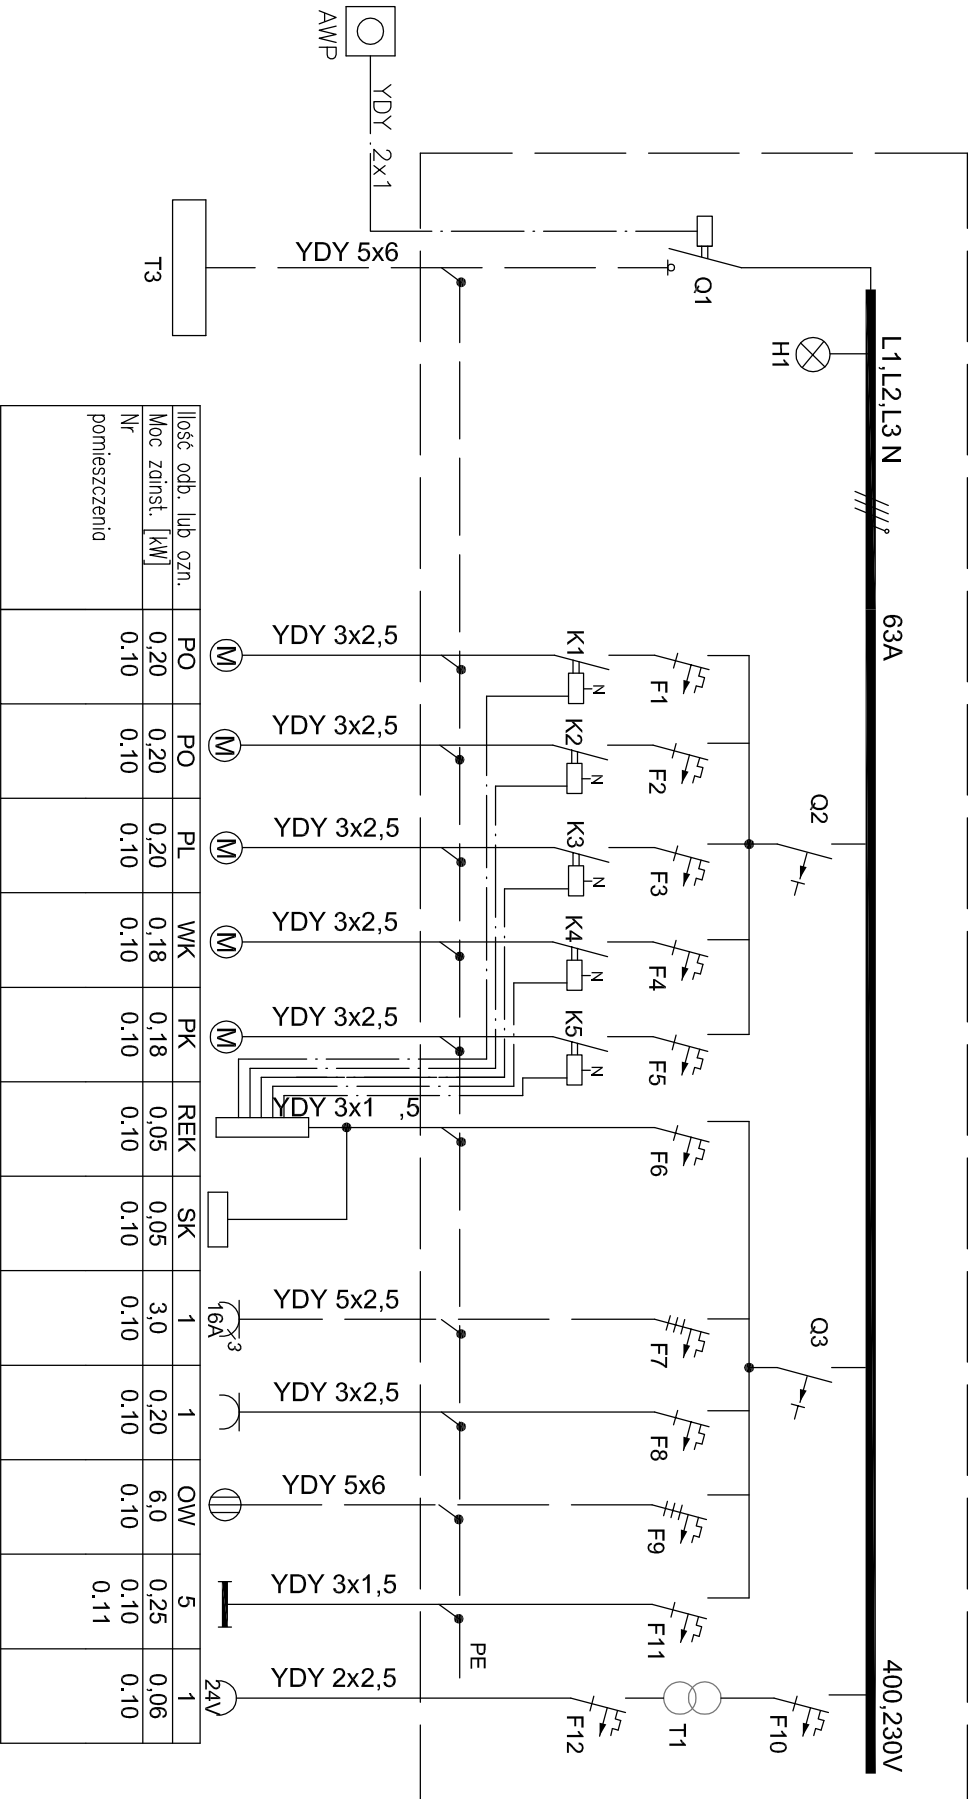 L1,L2,L3 N
63A
400,230V
H1
Q1
Q2
Q3
F1
F2
F3
F4
F5
F6
F7
F8
F9
F11
F10
T1
F12
K1
K2
K3
K4
K5
N
N
N
N
N
PE
AWP
YDY 2x1
YDY 5x6
T3
YDY 3x2,5
YDY 3x2,5
YDY 3x2,5
YDY 3x2,5
YDY 3x2,5
YDY 3x1 ,5
YDY 5x2,5
YDY 3x2,5
YDY 5x6
YDY 3x1,5
YDY 2x2,5
M
M
M
M
M
16A
x3
24V
Ilość odb. lub ozn. PO PO PL WK PK REK SK 1 1 OW 5 1
Moc zainst. [kW] 0,20 0,20 0,20 0,18 0,18 0,05 0,05 3,0 0,20 6,0 0,25 0,06
Nr 0.10 0.10 0.10 0.10 0.10 0.10 0.10 0.10 0.10 0.10 0.10 0.10
pomieszczenia 0.11